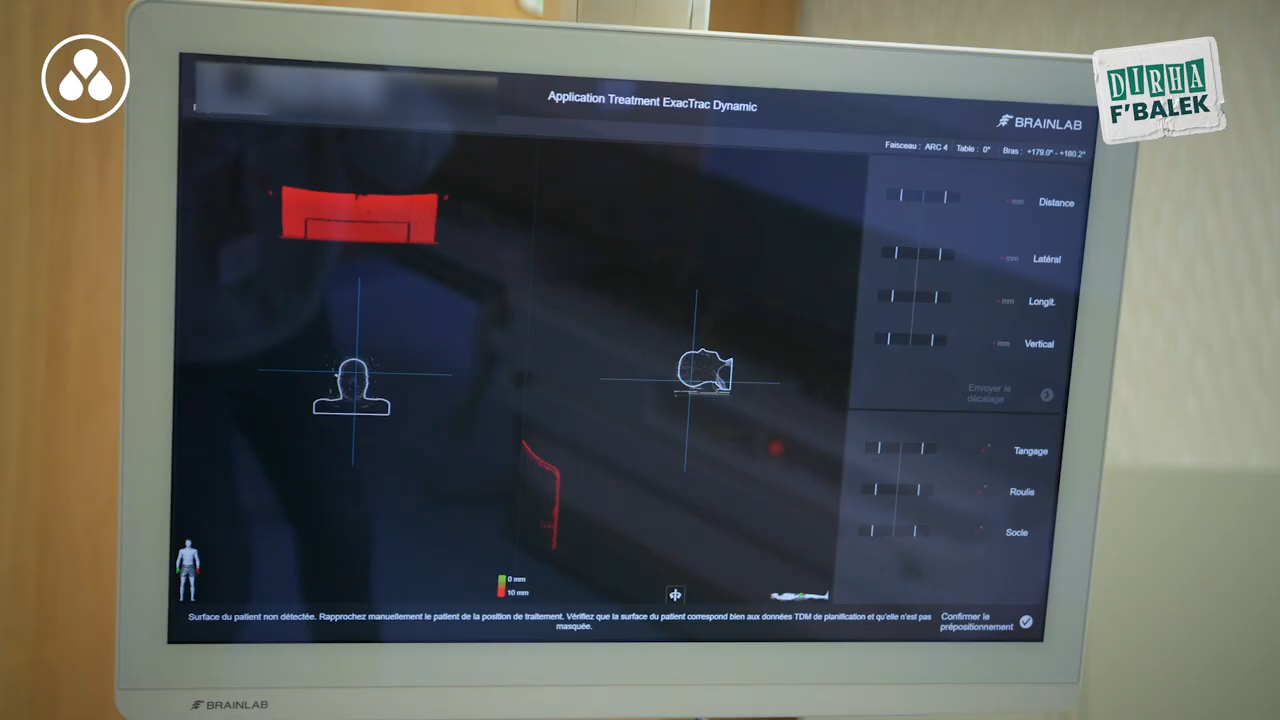 DIRHA
F'BALEK
Application Treatment ExacTrac Dynamic
BRAINLAB
Faisceau : ARC 4 Table : 0° Bras : +179.0° - +180.2°
mm Distance
mm Latéral
mm Longit.
mm Vertical
Envoyer le
décalage
Tangage
Roulis
Socle
0 mm
10 mm
Surface du patient non détectée. Rapprochez manuellement le patient de la position de traitement. Vérifiez que la surface du patient correspond bien aux données TDM de planification et qu'elle n'est pas
masquée.
Confirmer le
prépositionnement
BRAINLAB